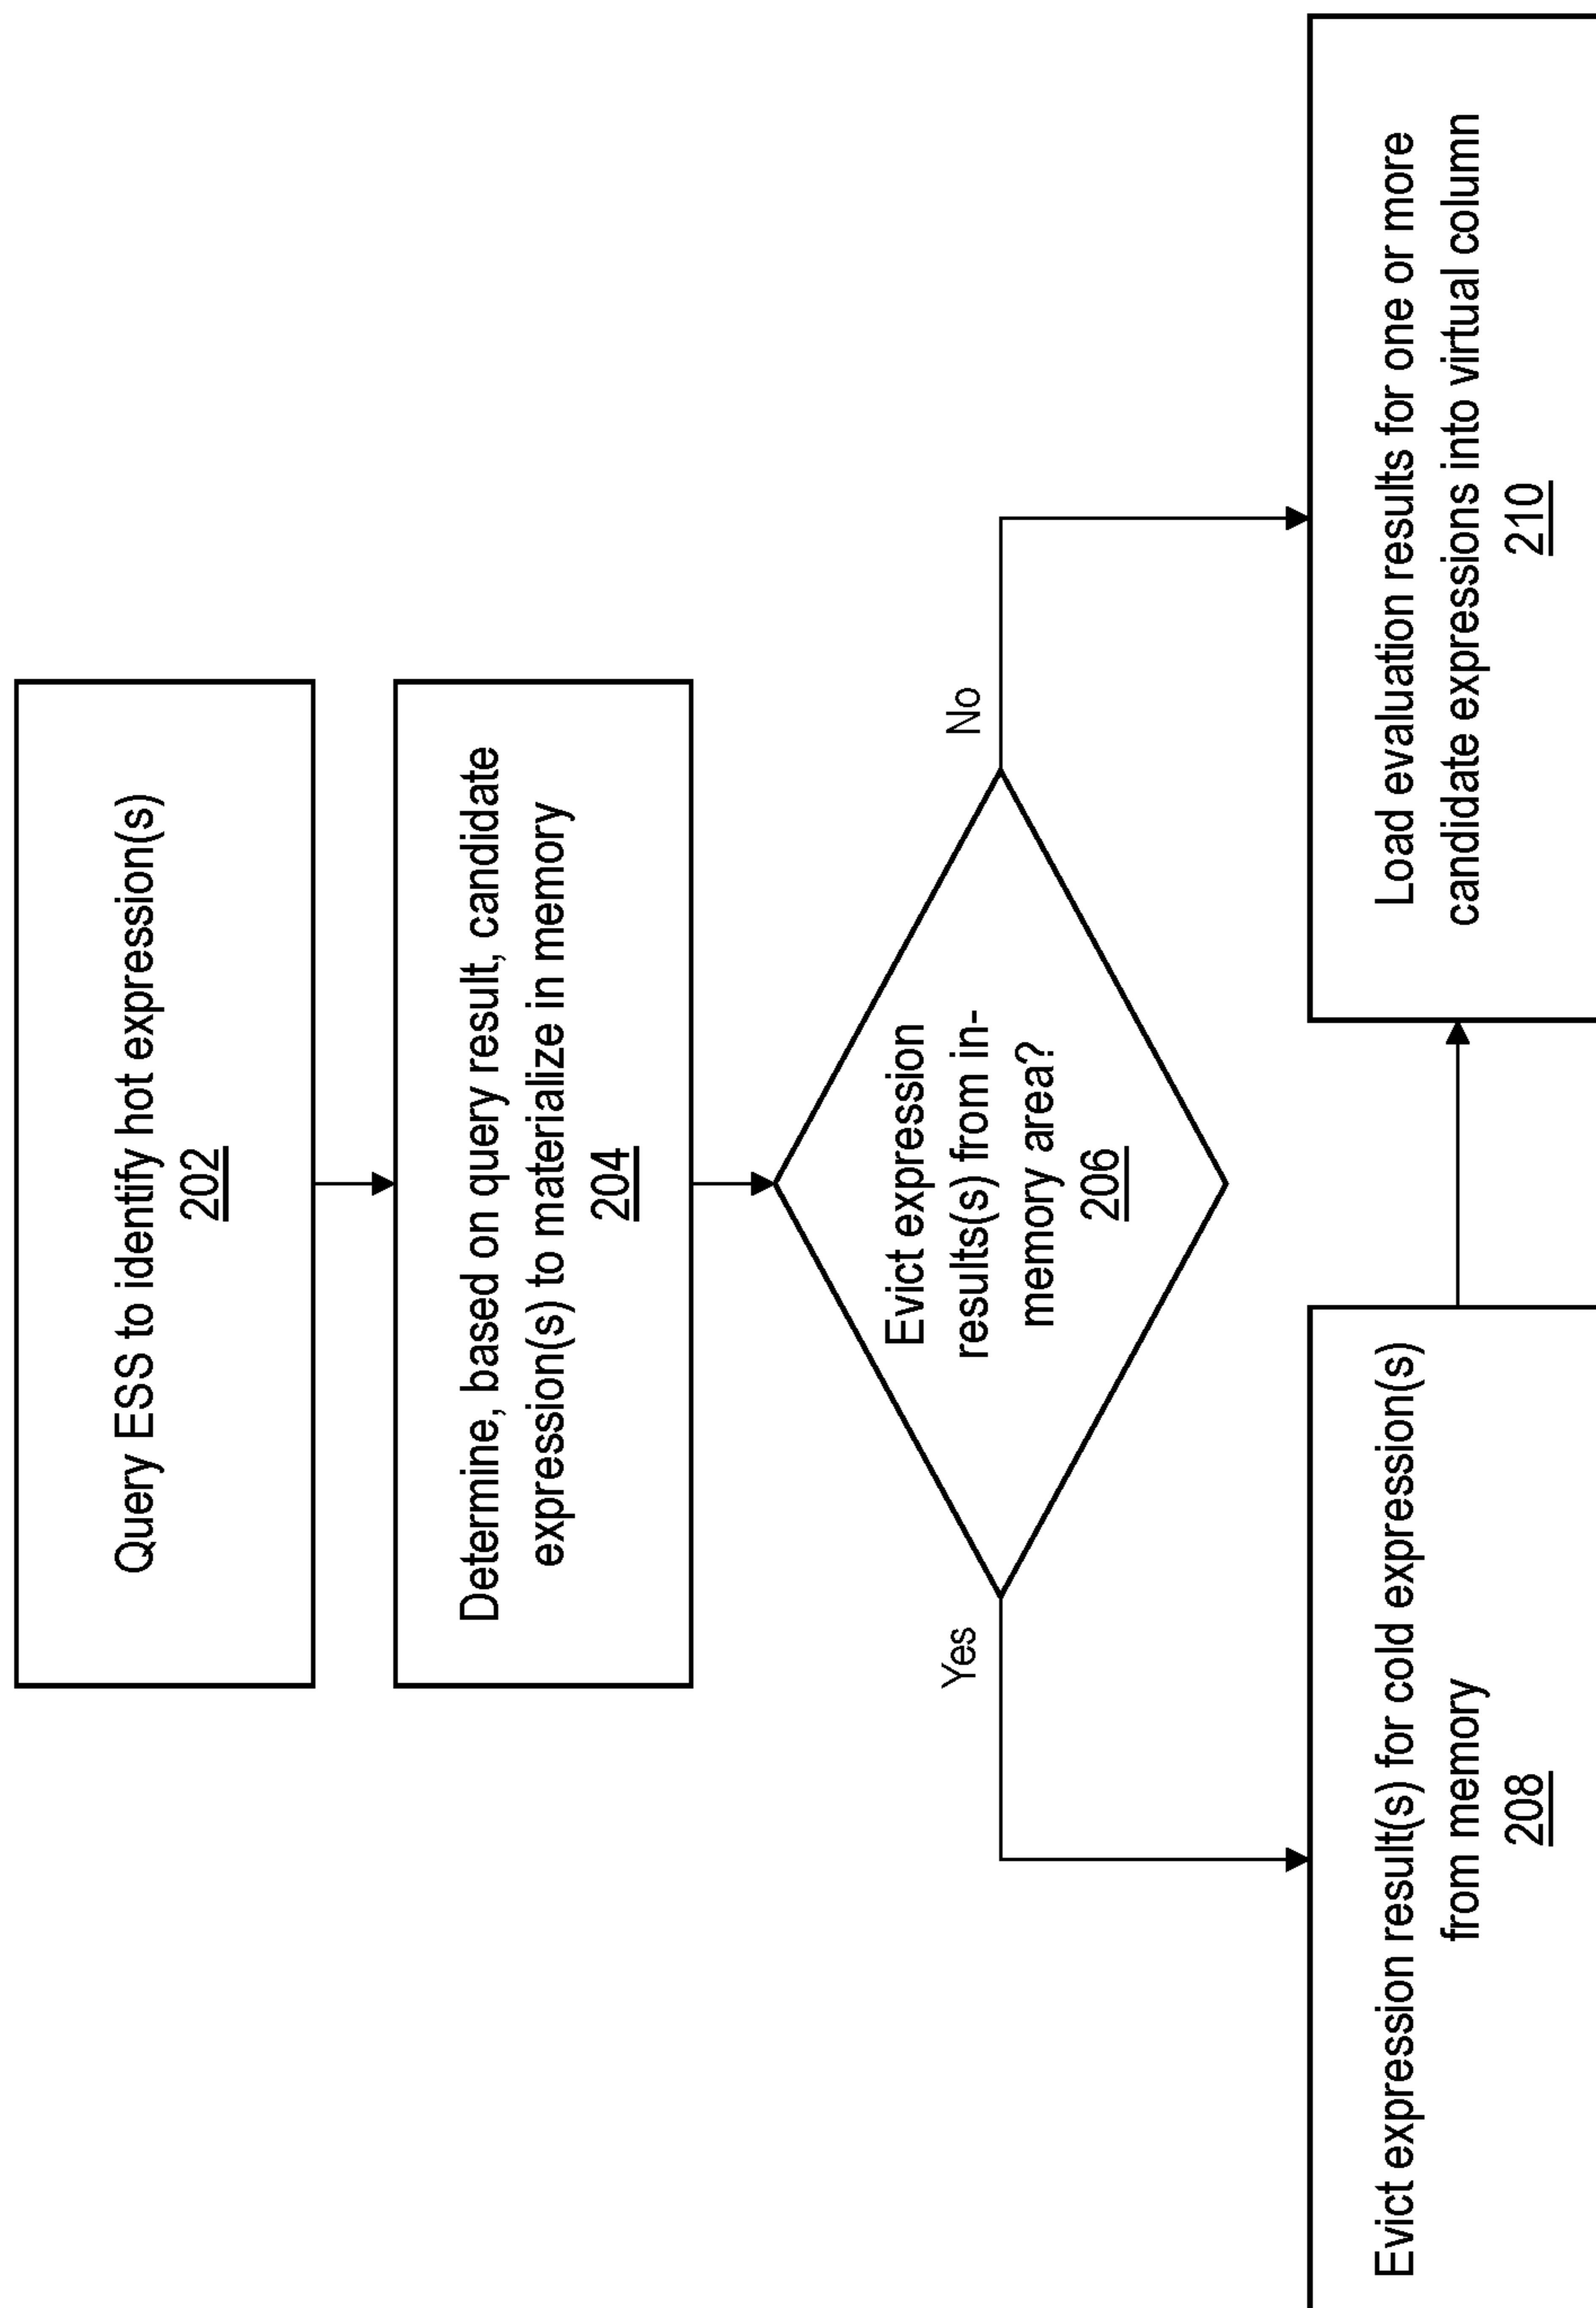 Query ESS to identify hot expression(s)
202
Determine, based on query result, candidate
expression(s) to materialize in memory
204
Evict expression
results(s) from in-
memory area?
206
Yes
No
Evict expression result(s) for cold expression(s)
from memory
208
Load evaluation results for one or more
candidate expressions into virtual column
210